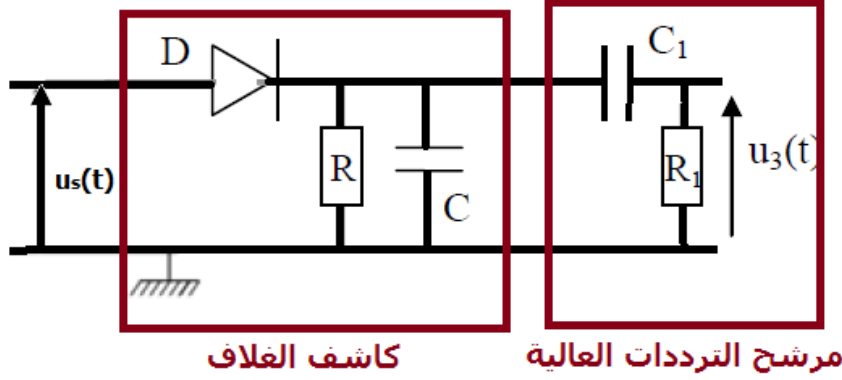 D
C₁
us(t)
R
C
R₁
u₃(t)
كاشف الغلاف
مرشح الترددات العالية